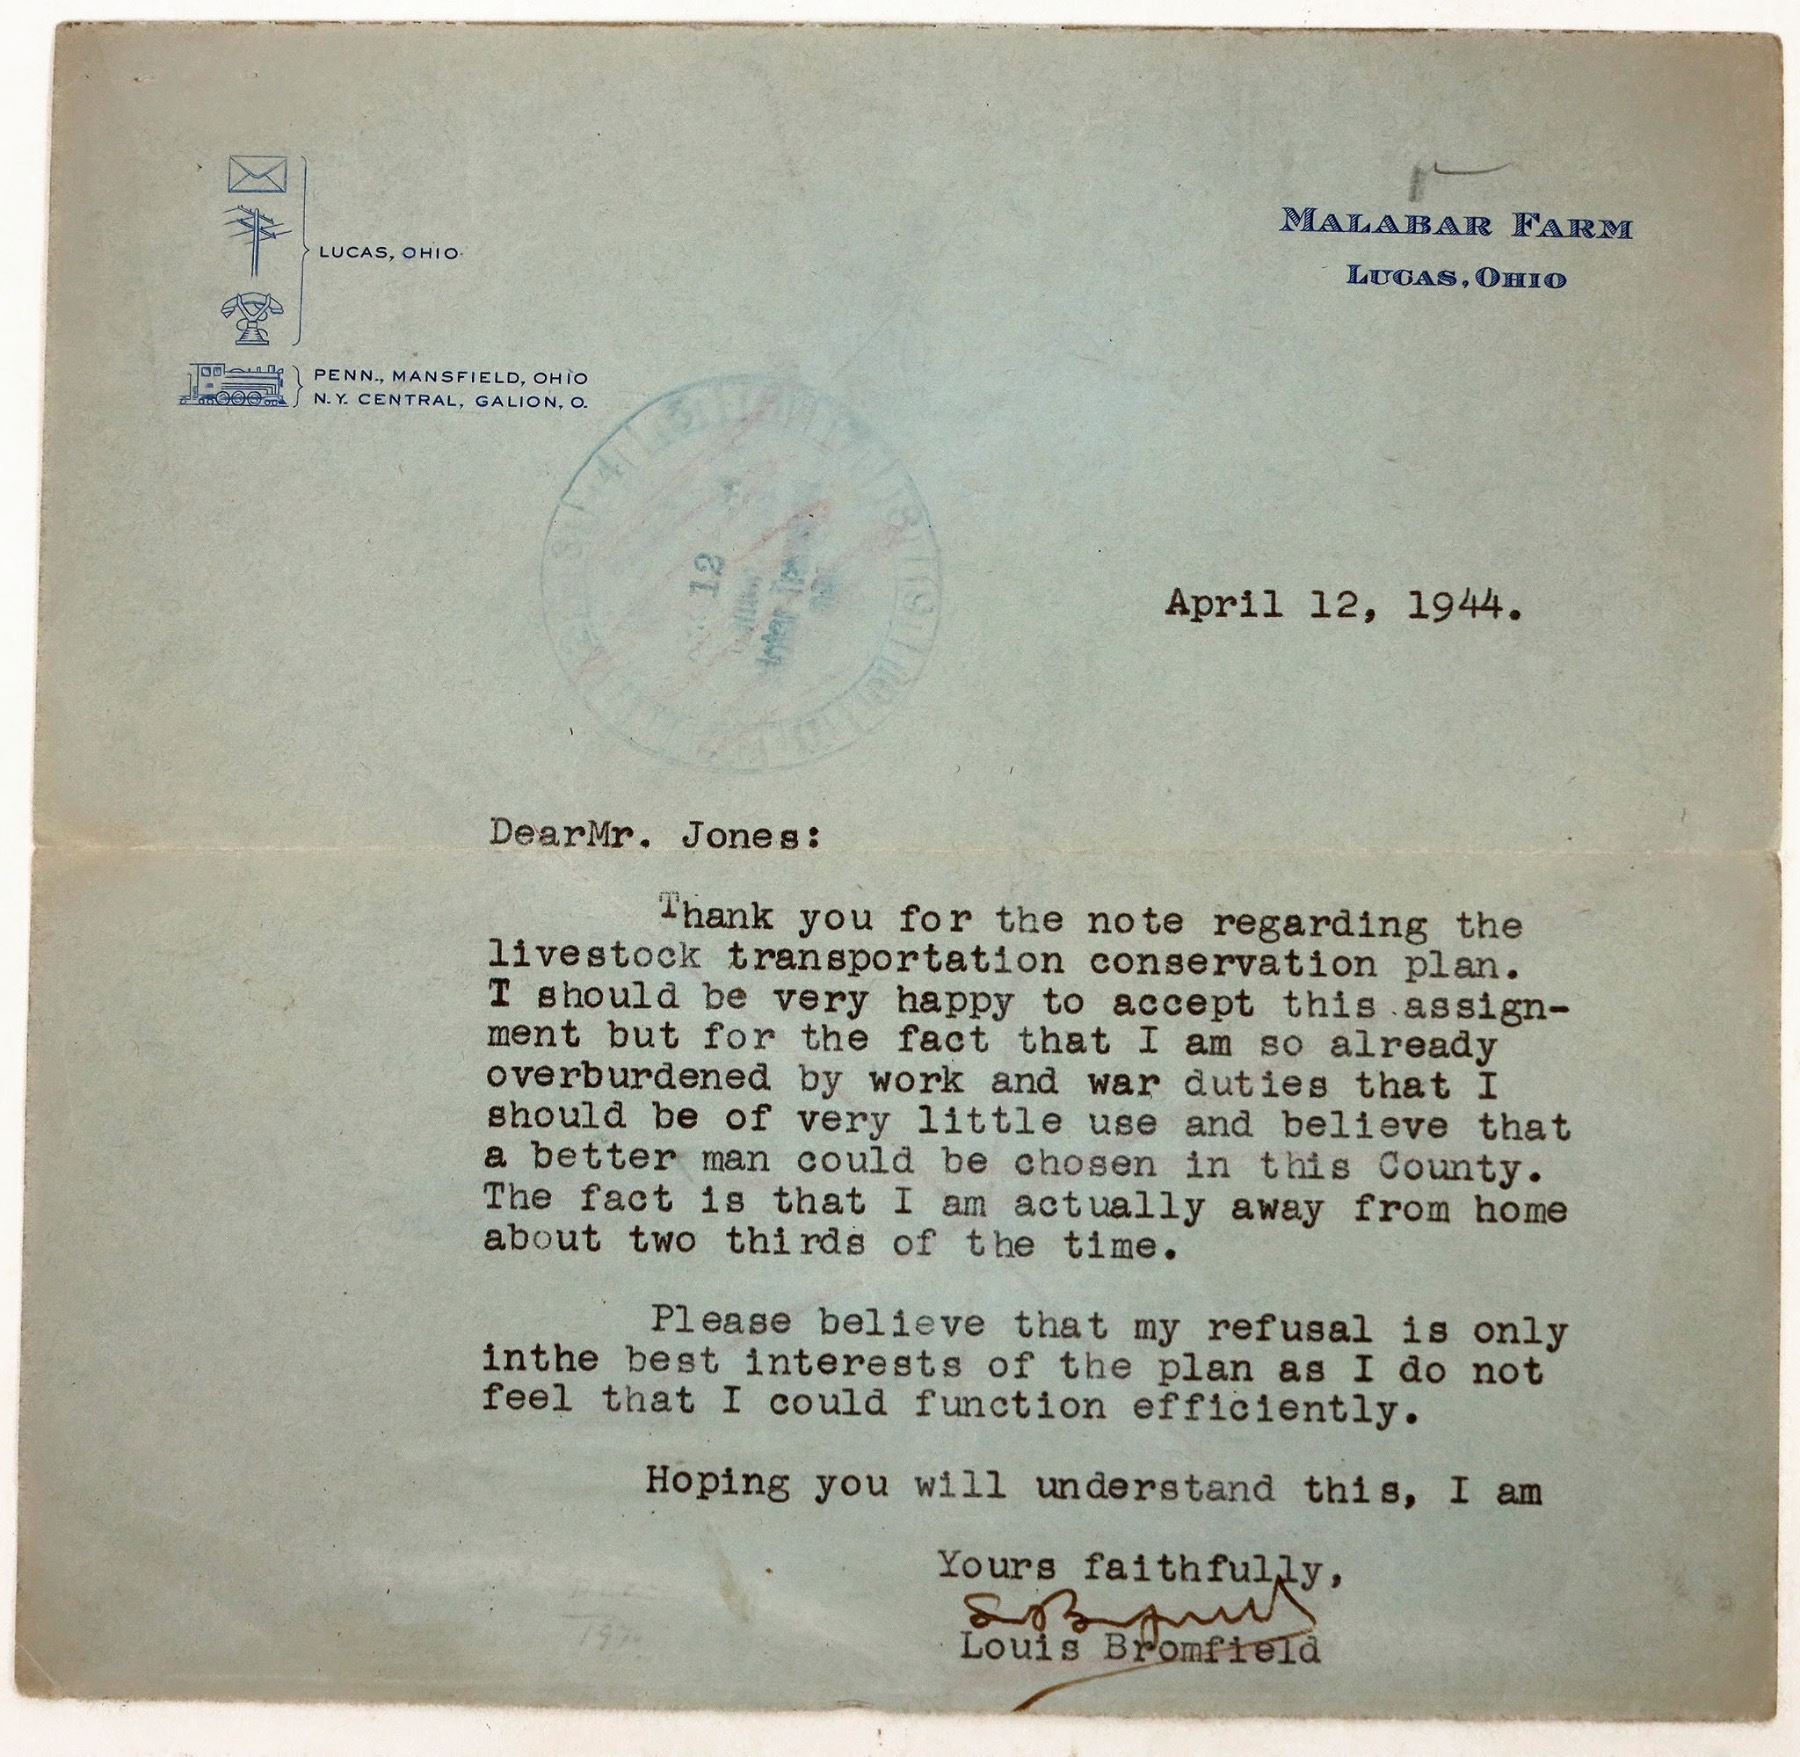 LUCAS, OHIO
PENN., MANSFIELD, OHIO
N.Y. CENTRAL, GALION, O.
MALABAR FARM
LUCAS, OHIO
12
April 12, 1944.
DearMr. Jones:
Thank you for the note regarding the
livestock transportation conservation plan.
I should be very happy to accept this assign-
ment but for the fact that I am so already
overburdened by work and war duties that I
should be of very little use and believe that
a better man could be chosen in this County.
The fact is that I am actually away from home
about two thirds of the time.
Please believe that my refusal is only
inthe best interests of the plan as I do not
feel that I could function efficiently.
Hoping you will understand this, I am
Yours faithfully,
Louis Bromfield